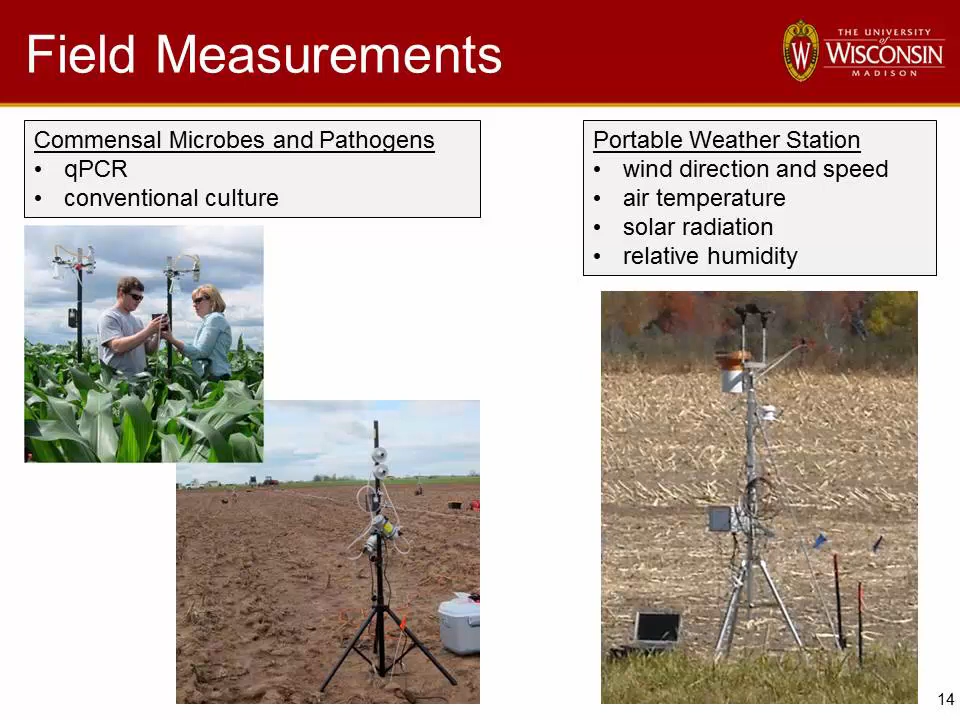 Field Measurements
THE UNIVERSITY
of
WISCONSIN
MADISON
W
Commensal Microbes and Pathogens
• qPCR
• conventional culture
Portable Weather Station
• wind direction and speed
• air temperature
• solar radiation
• relative humidity
14